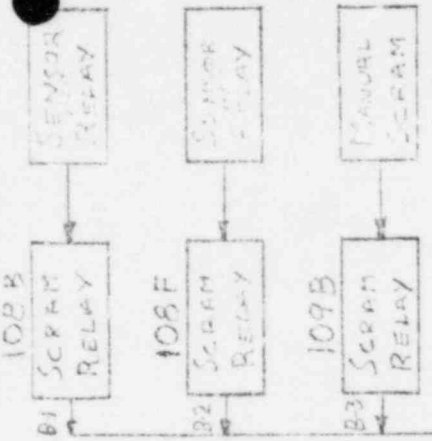 108B
SENSOR
RELAY
SCRAM
RELAY
B1
108F
SENSOR
RELAY
SCRAM
RELAY
B2
109B
MANUAL
SCRAM
SCRAM
RELAY
B3